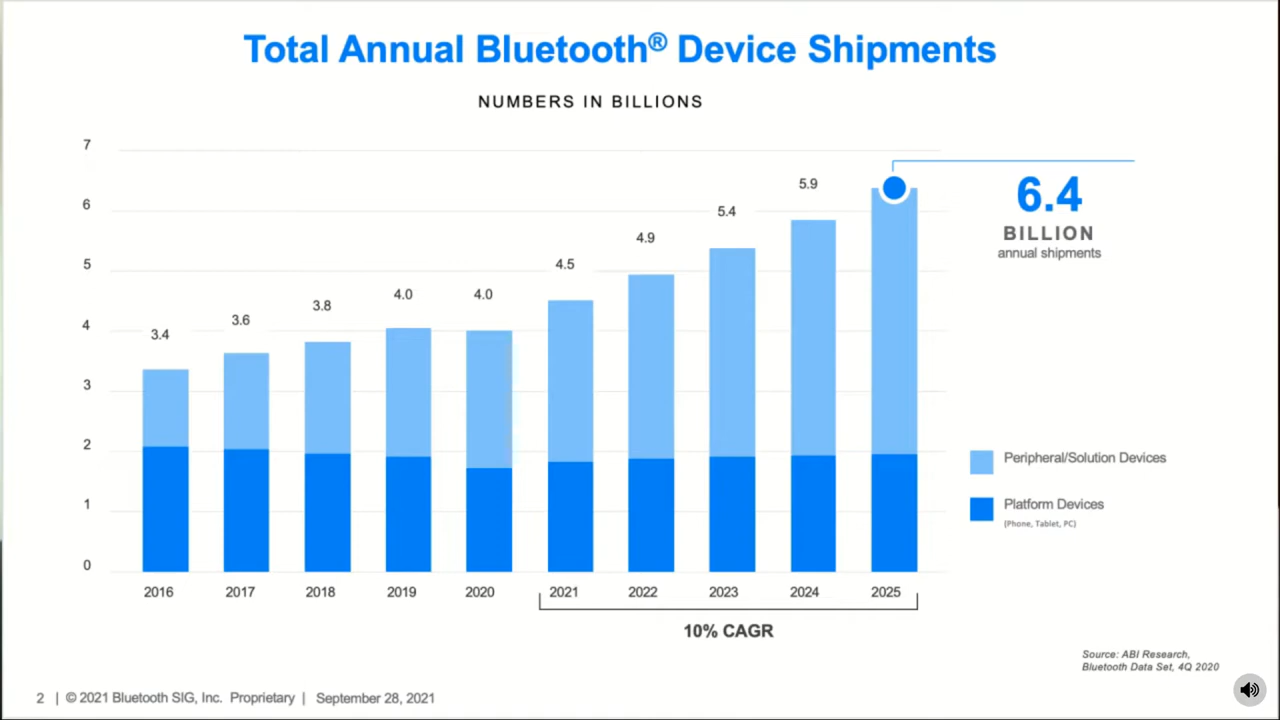 Total Annual Bluetooth® Device Shipments
NUMBERS IN BILLIONS
7
6
5
4
3
2
1
0
3.4
3.6
3.8
4.0
4.0
4.5
4.9
5.4
5.9
6.4
BILLION
annual shipments
Peripheral/Solution Devices
Platform Devices
(Phone, Tablet, PC)
2016 2017 2018 2019 2020 2021 2022 2023 2024 2025
10% CAGR
Source: ABI Research,
Bluetooth Data Set, 4Q 2020
2 | © 2021 Bluetooth SIG, Inc. Proprietary | September 28, 2021